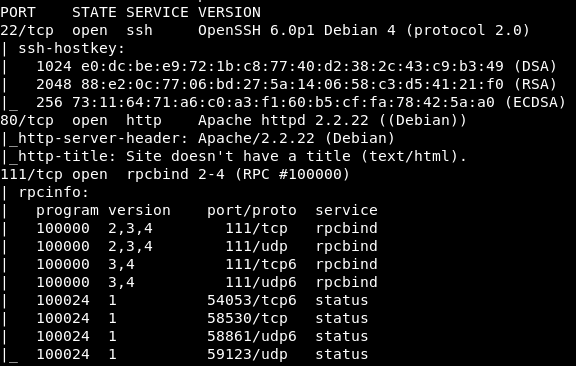 PORT    STATE SERVICE VERSION
22/tcp  open  ssh     OpenSSH 6.0p1 Debian 4 (protocol 2.0)
| ssh-hostkey:
|   1024 e0:dc:be:e9:72:1b:c8:77:40:d2:38:2c:43:c9:b3:49 (DSA)
|   2048 88:e2:0c:77:06:bd:27:5a:14:06:58:c3:d5:41:21:f0 (RSA)
|_  256 73:11:64:71:a6:c0:a3:f1:60:b5:cf:fa:78:42:5a:a0 (ECDSA)
80/tcp  open  http    Apache httpd 2.2.22 ((Debian))
|_http-server-header: Apache/2.2.22 (Debian)
|_http-title: Site doesn't have a title (text/html).
111/tcp open  rpcbind 2-4 (RPC #100000)
| rpcinfo:
|   program version    port/proto  service
|   100000  2,3,4        111/tcp   rpcbind
|   100000  2,3,4        111/udp   rpcbind
|   100000  3,4          111/tcp6  rpcbind
|   100000  3,4          111/udp6  rpcbind
|   100024  1          54053/tcp6  status
|   100024  1          58530/tcp   status
|   100024  1          58861/udp6  status
|_  100024  1          59123/udp   status